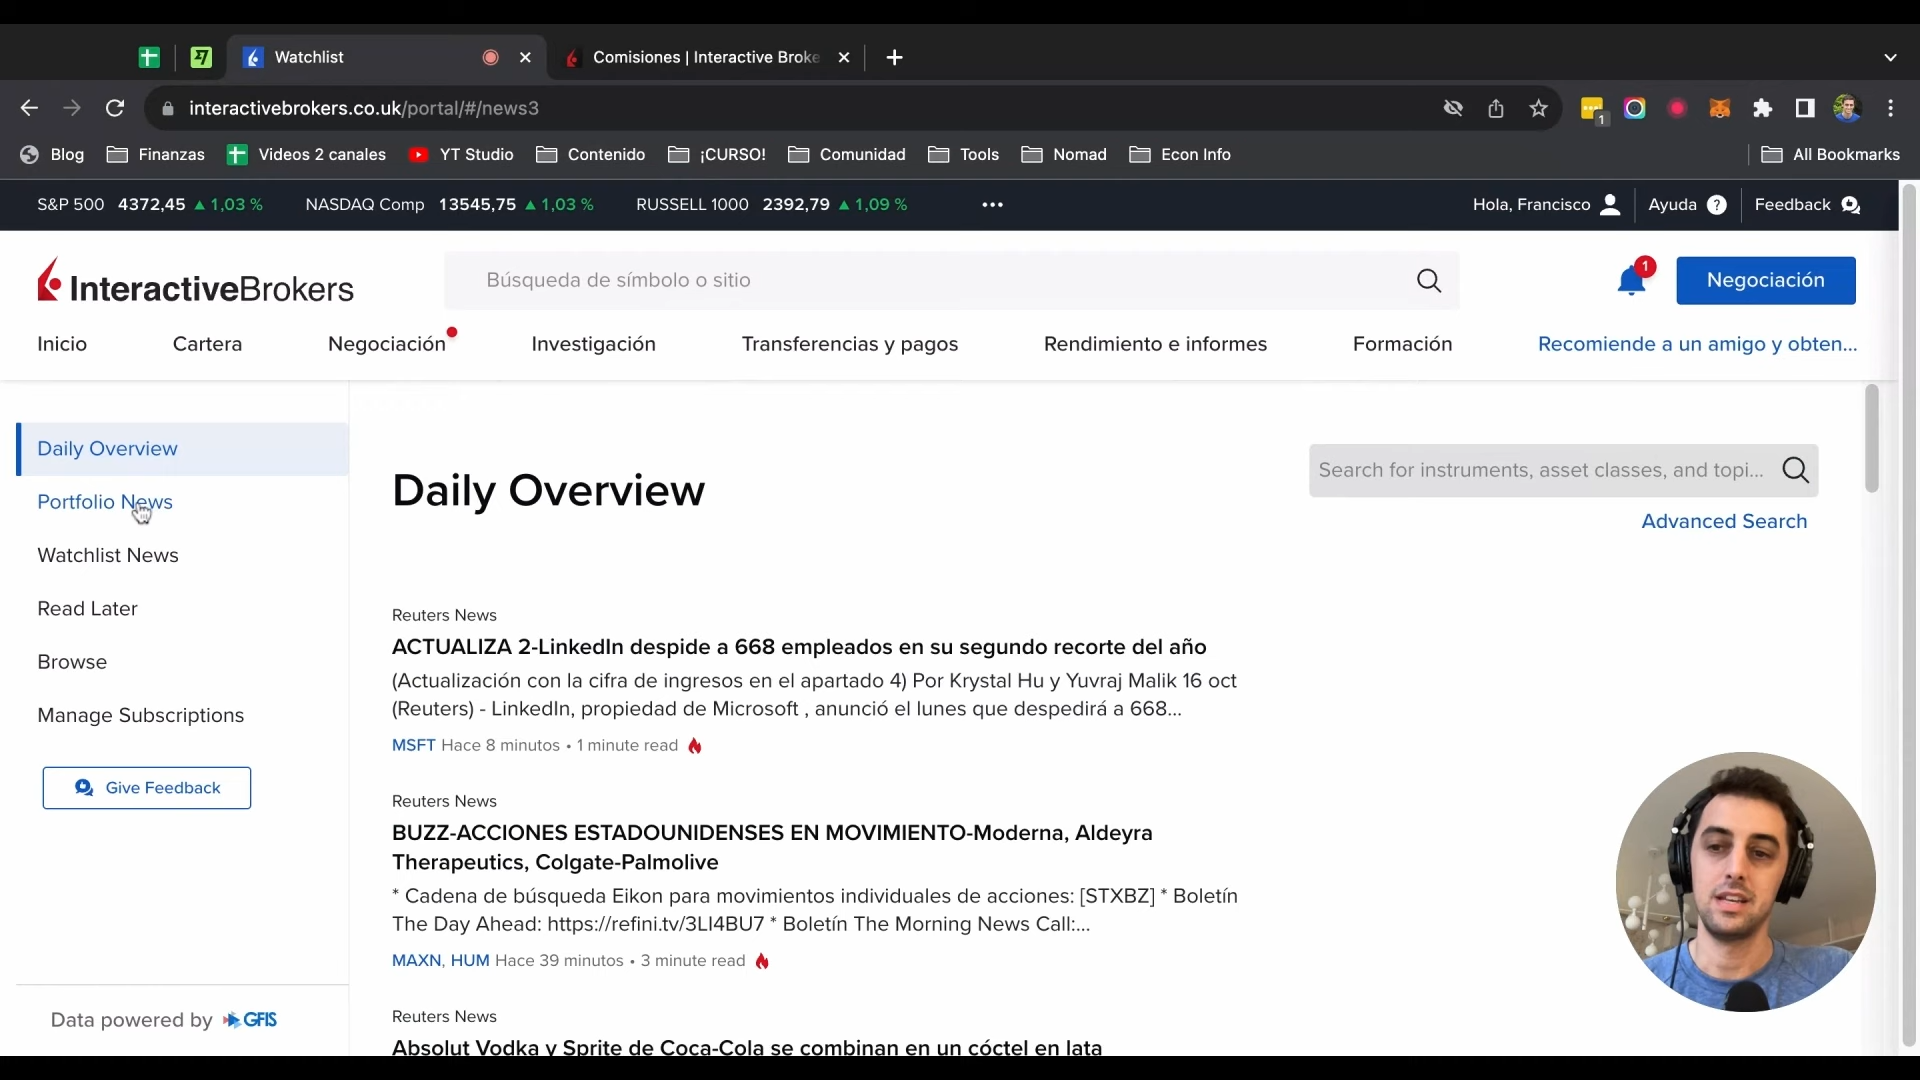 Watchlist
Comisiones | Interactive Broke
interactivebrokers.co.uk/portal/#/news3
1
Blog Finanzas Videos 2 canales YT Studio Contenido ¡CURSO! Comunidad Tools Nomad Econ Info All Bookmarks
S&P 500 4372,45 ▲ 1,03 % NASDAQ Comp 13545,75 ▲ 1,03 % RUSSELL 1000 2392,79 ▲ 1,09 % ••• Hola, Francisco Ayuda ? Feedback
InteractiveBrokers
Búsqueda de símbolo o sitio
1
Negociación
Inicio Cartera Negociación Investigación Transferencias y pagos Rendimiento e informes Formación Recomiende a un amigo y obten...
Daily Overview
Portfolio News
Watchlist News
Read Later
Browse
Manage Subscriptions
Give Feedback
Data powered by GFIS
Daily Overview
Search for instruments, asset classes, and topi...
Advanced Search
Reuters News
ACTUALIZA 2-LinkedIn despide a 668 empleados en su segundo recorte del año
(Actualización con la cifra de ingresos en el apartado 4) Por Krystal Hu y Yuvraj Malik 16 oct
(Reuters) - LinkedIn, propiedad de Microsoft , anunció el lunes que despedirá a 668...
MSFT Hace 8 minutos • 1 minute read
Reuters News
BUZZ-ACCIONES ESTADOUNIDENSES EN MOVIMIENTO-Moderna, Aldeyra
Therapeutics, Colgate-Palmolive
* Cadena de búsqueda Eikon para movimientos individuales de acciones: [STXBZ] * Boletín
The Day Ahead: https://refini.tv/3LI4BU7 * Boletín The Morning News Call:...
MAXN, HUM Hace 39 minutos • 3 minute read
Reuters News
Absolut Vodka y Sprite de Coca-Cola se combinan en un cóctel en lata